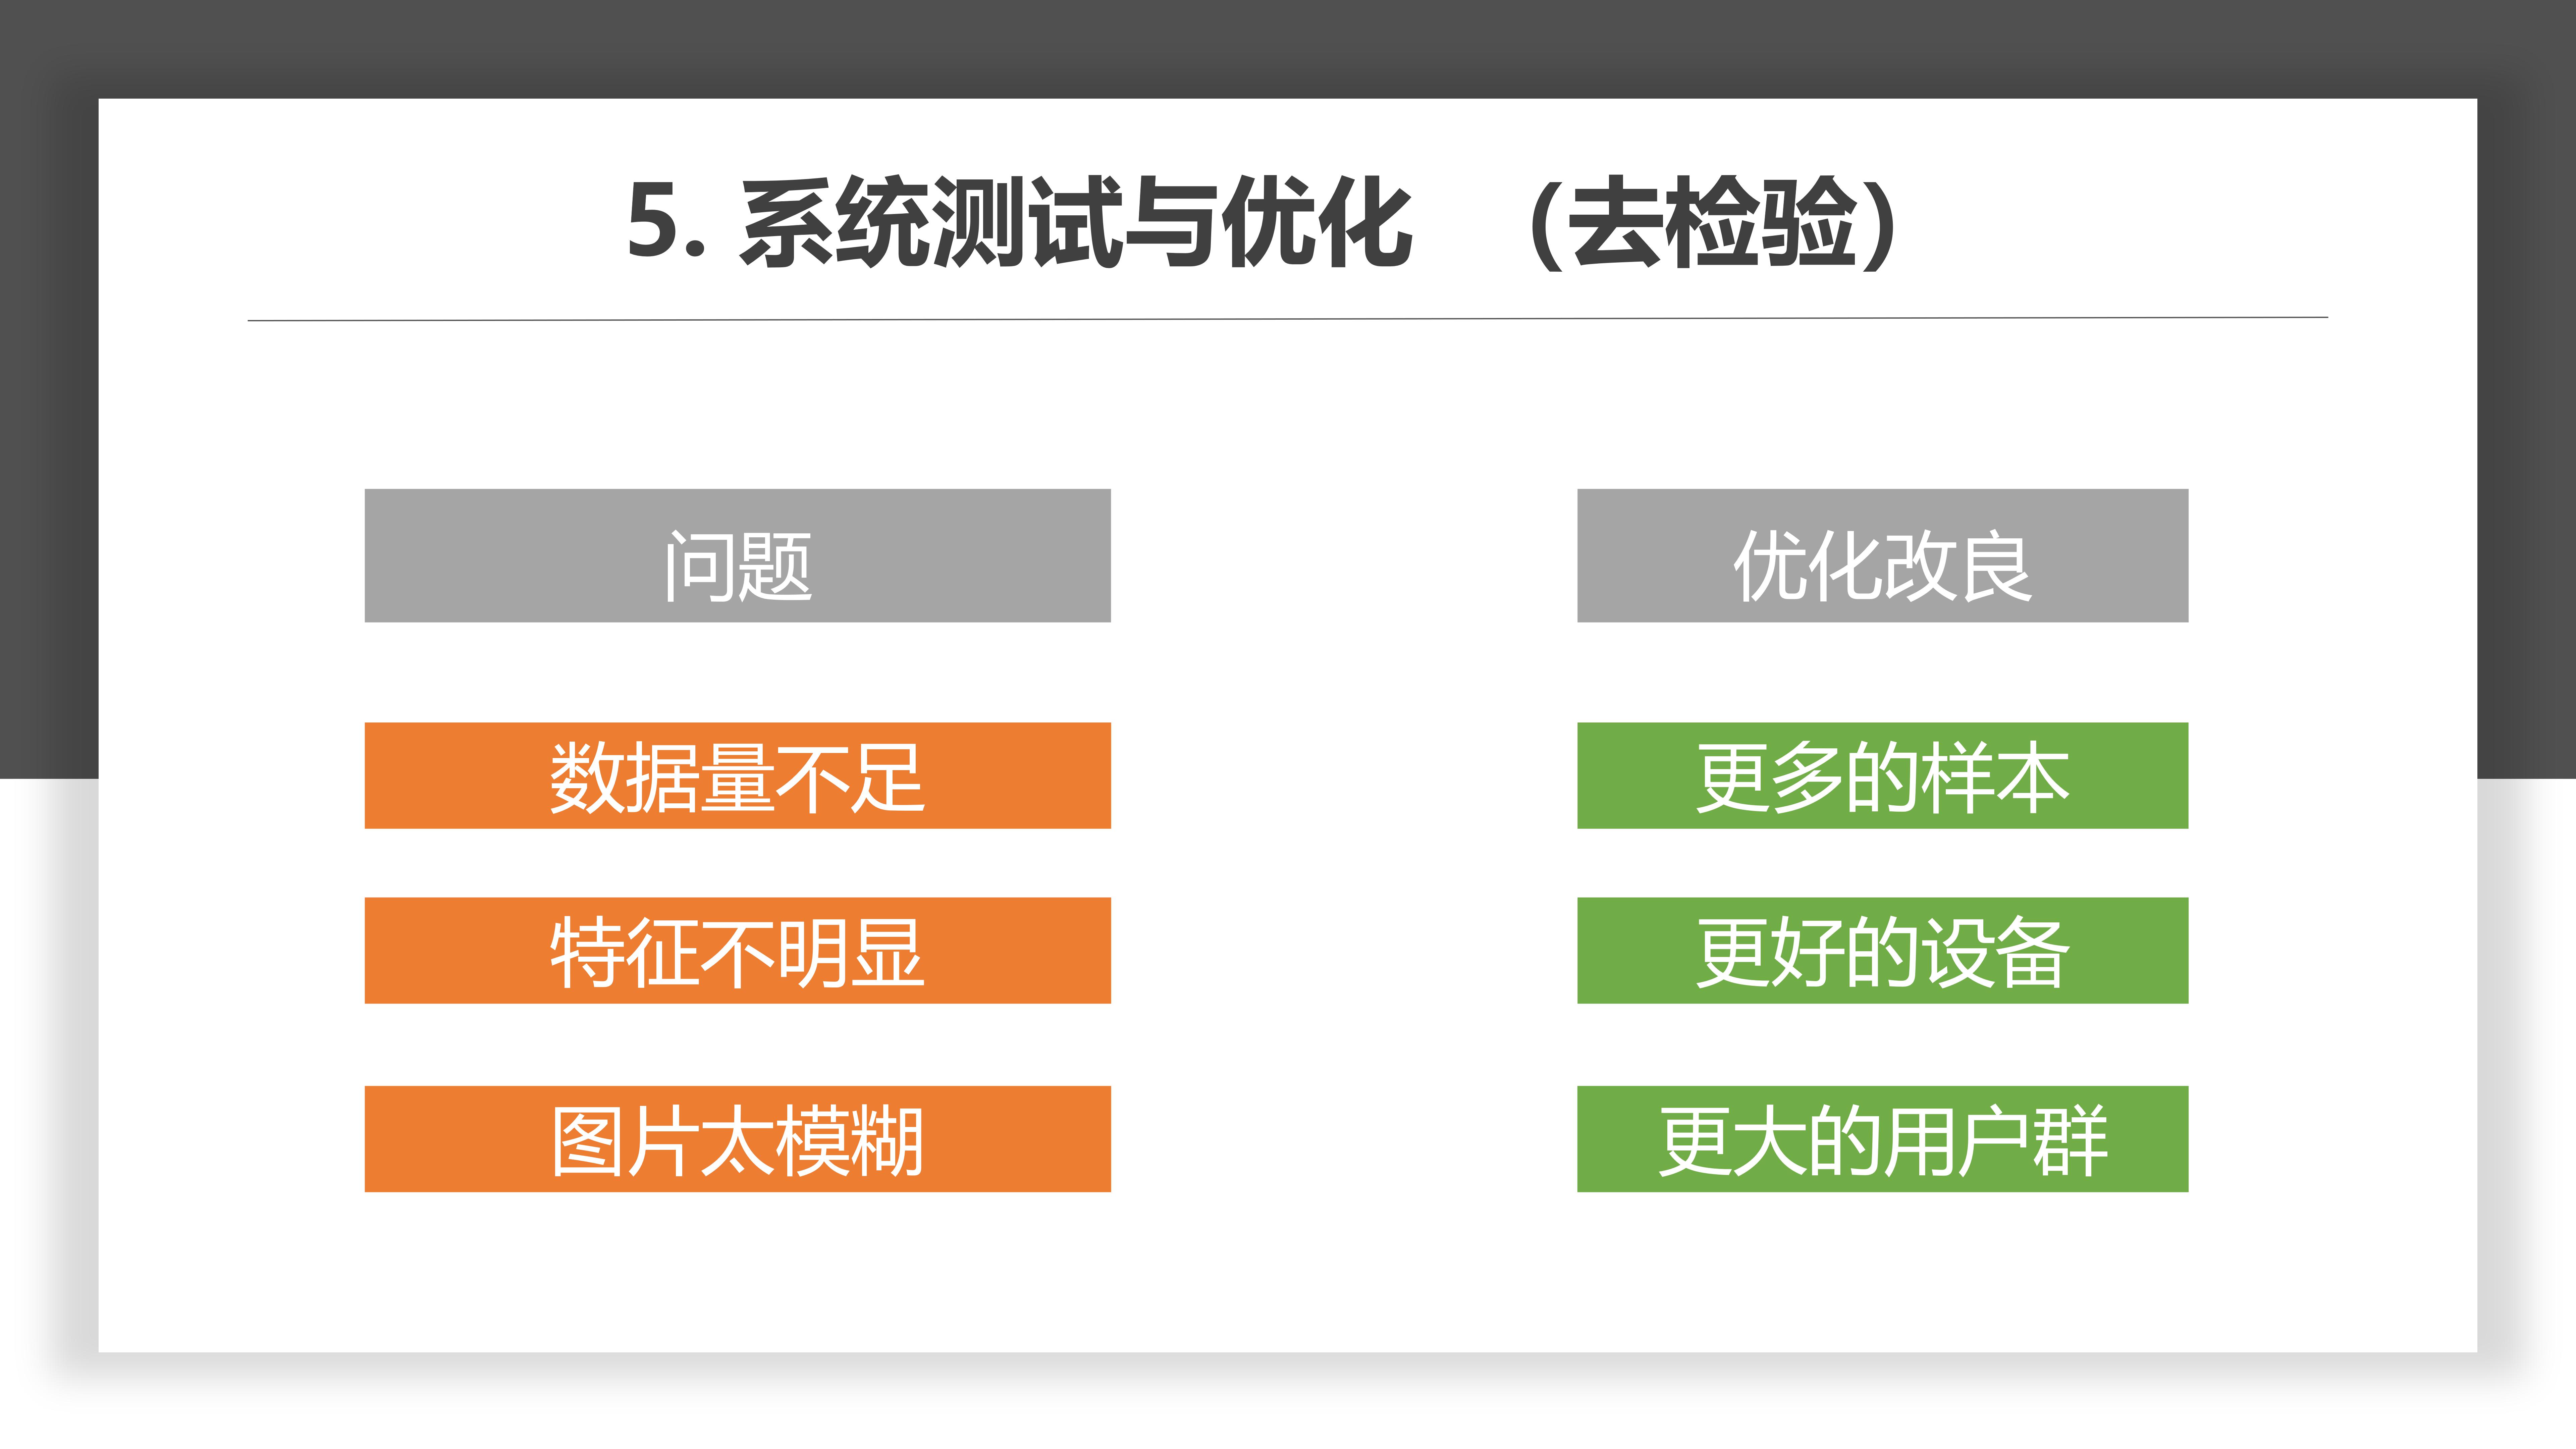 5. 系统测试与优化 （去检验）
问题
优化改良
数据量不足
更多的样本
特征不明显
更好的设备
图片太模糊
更大的用户群